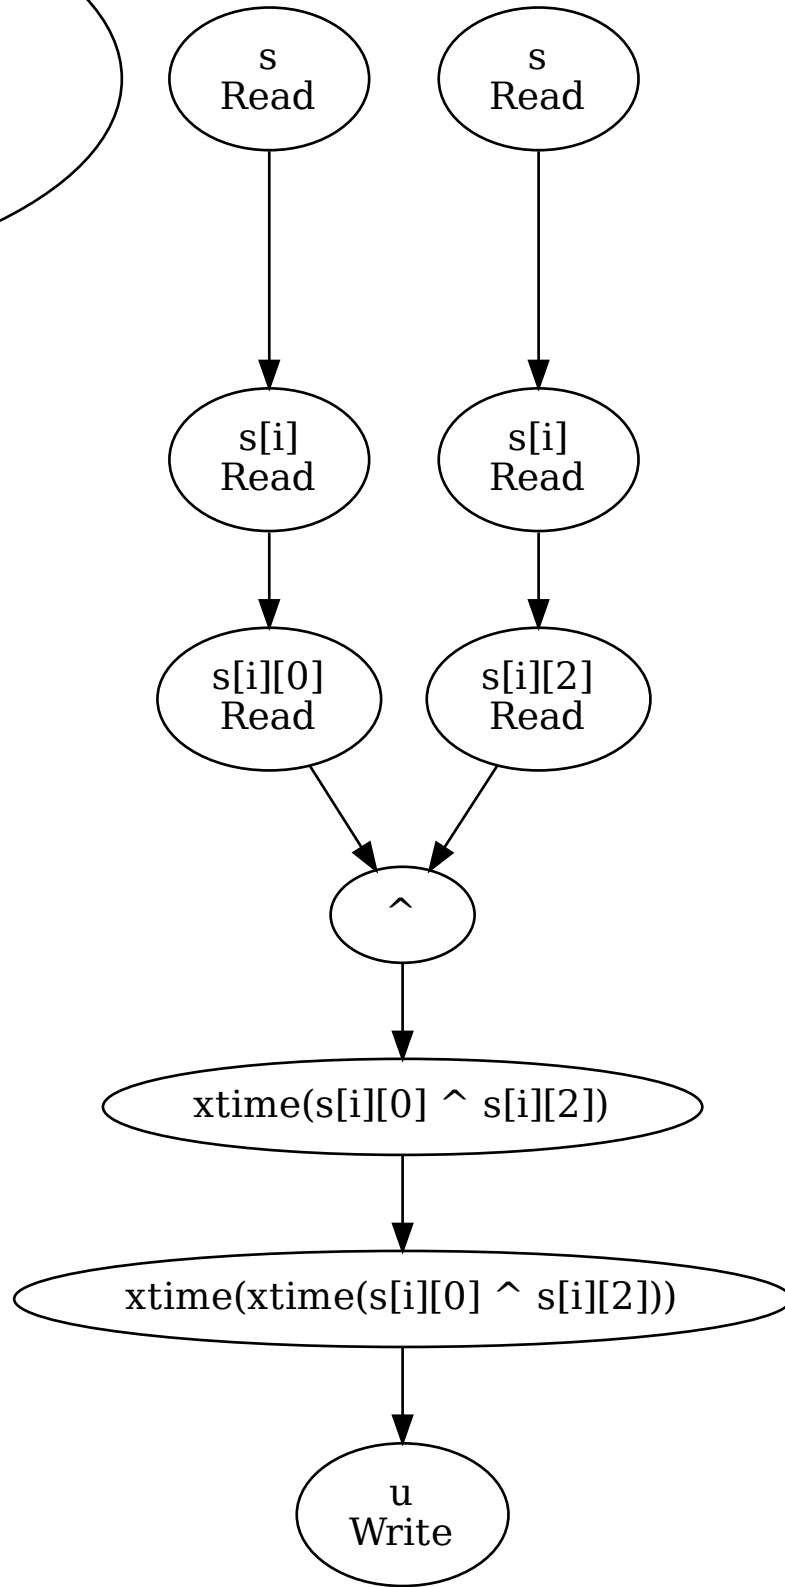 s
Read
s
Read
s[i]
Read
s[i]
Read
s[i][0]
Read
s[i][2]
Read
^
xtime(s[i][0] ^ s[i][2])
xtime(xtime(s[i][0] ^ s[i][2]))
u
Write